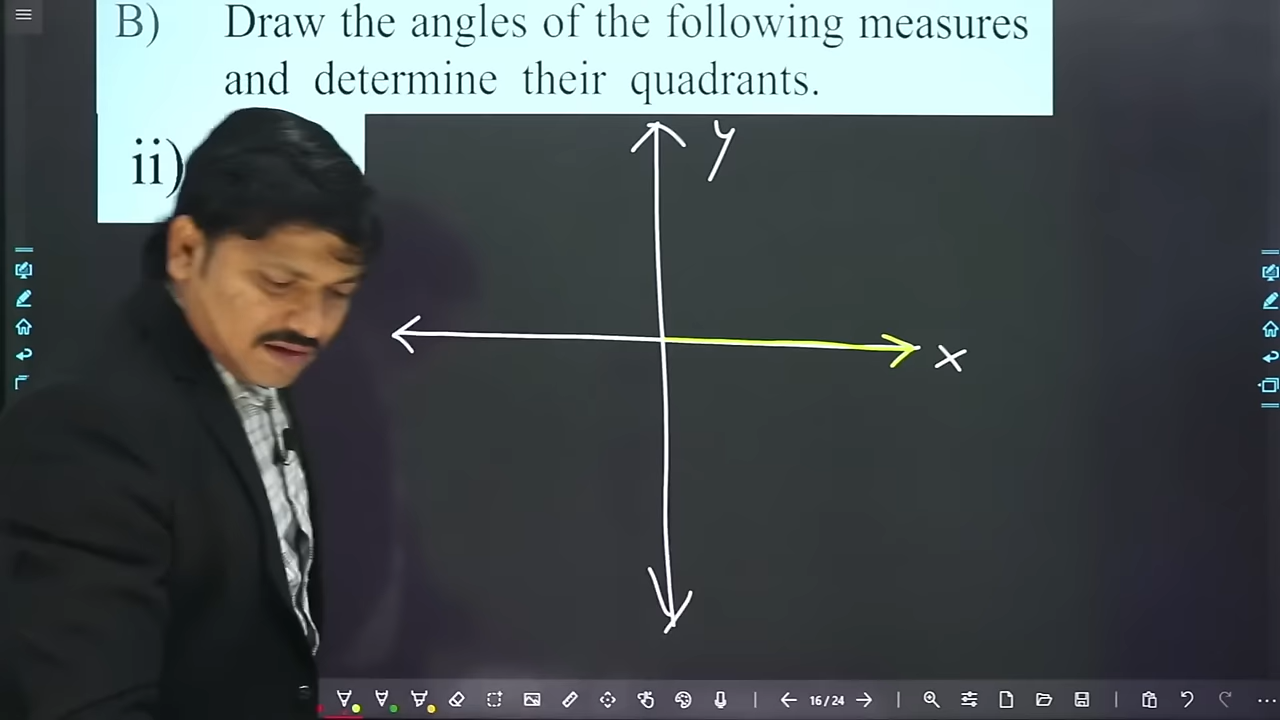 B) Draw the angles of the following measures
and determine their quadrants.
ii)
y
x
16/24